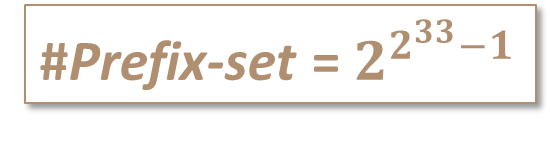 #Prefix-set = 2^{2^{33}-1}